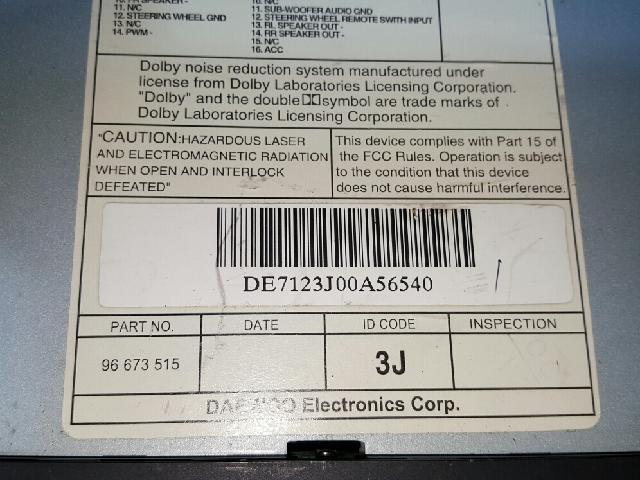 11. N/C
12. STEERING WHEEL GND
13. N/C
14. PWM -
11. SUB-WOOFER AUDIO GND
12. STEERING WHEEL REMOTE SWITH INPUT
13. RL SPEAKER OUT -
14. RR SPEAKER OUT -
15. N/C
16. ACC
Dolby noise reduction system manufactured under
license from Dolby Laboratories Licensing Corporation.
"Dolby" and the double symbol are trade marks of
Dolby Laboratories Licensing Corporation.
"CAUTION:HAZARDOUS LASER
AND ELECTROMAGNETIC RADIATION
WHEN OPEN AND INTERLOCK
DEFEATED"
This device complies with Part 15 of
the FCC Rules. Operation is subject
to the condition that this device
does not cause harmful interference.
DE7123J00A56540
PART NO.
DATE
ID CODE
INSPECTION
96 673 515
3J
Electronics Corp.